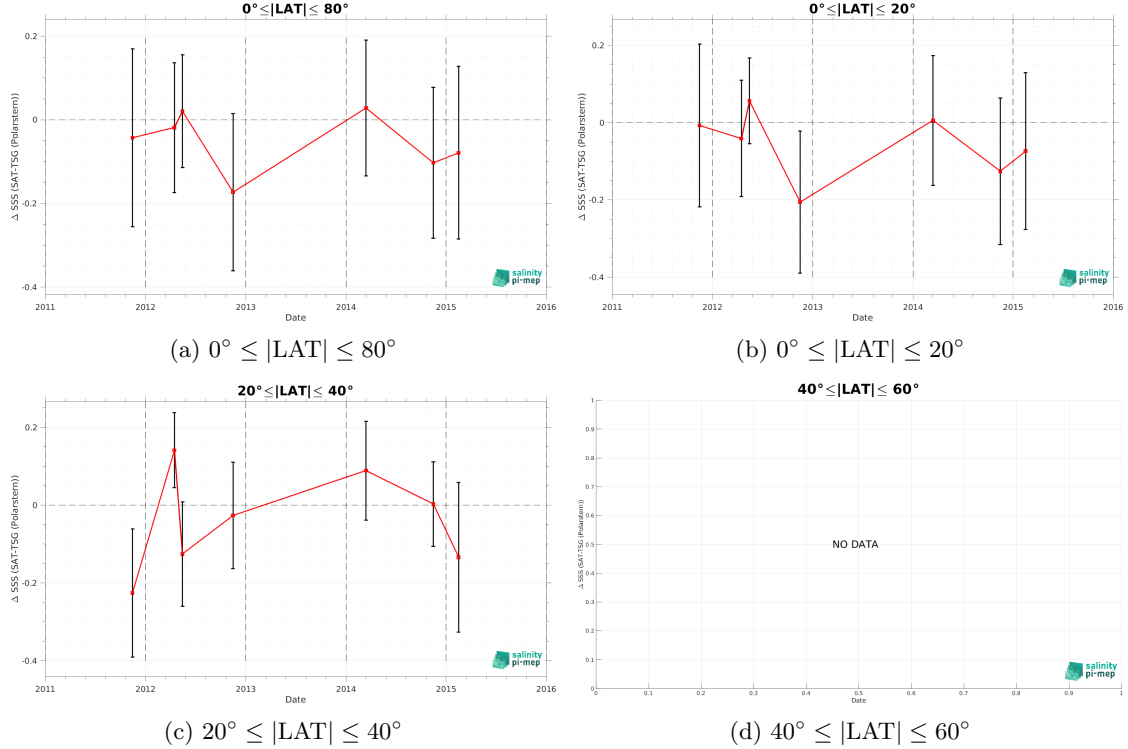 0°≤|LAT|≤ 80°
0.2
0
-0.2
-0.4
Δ SSS (SAT-TSG (Polarstern))
2011 2012 2013 2014 2015 2016
Date
salinity
pi-mep
(a) 0° ≤ |LAT| ≤ 80°
0°≤|LAT|≤ 20°
0.2
0
-0.2
-0.4
Δ SSS (SAT-TSG (Polarstern))
2011 2012 2013 2014 2015 2016
Date
salinity
pi-mep
(b) 0° ≤ |LAT| ≤ 20°
20°≤|LAT|≤ 40°
0.2
0
-0.2
-0.4
Δ SSS (SAT-TSG (Polarstern))
2011 2012 2013 2014 2015 2016
Date
salinity
pi-mep
(c) 20° ≤ |LAT| ≤ 40°
40°≤|LAT|≤ 60°
1
0.9
0.8
0.7
0.6
0.5
0.4
0.3
0.2
0.1
0
Δ SSS (SAT-TSG (Polarstern))
NO DATA
0 0.1 0.2 0.3 0.4 0.5 0.6 0.7 0.8 0.9 1
Date
salinity
pi-mep
(d) 40° ≤ |LAT| ≤ 60°